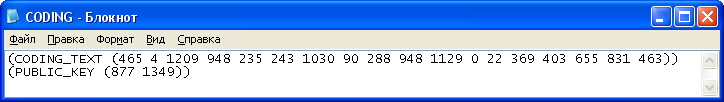 CODING - Блокнот
Файл Правка Формат Вид Справка
(CODING_TEXT (465 4 1209 948 235 243 1030 90 288 948 1129 0 22 369 403 655 831 463))
(PUBLIC_KEY (877 1349))